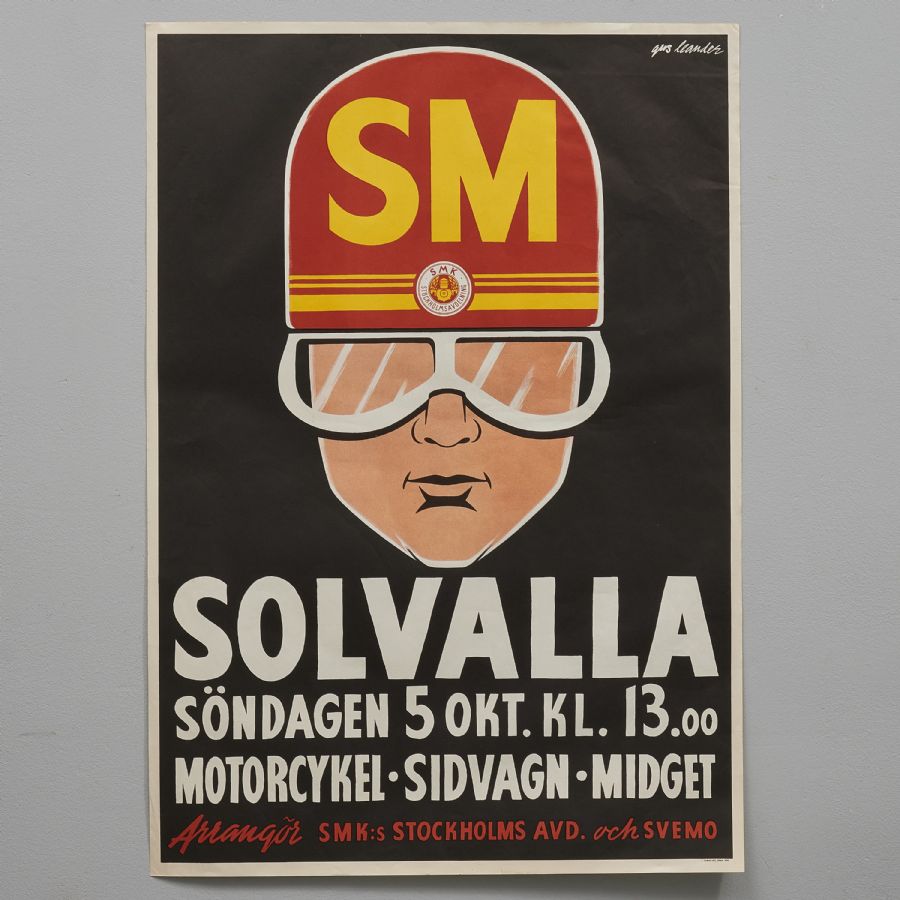 gus leander
SM
SMK
STOCKHOLMSAVDELNING
SOLVALLA
SÖNDAGEN 5 OKT. KL. 13.00
MOTORCYKEL · SIDVAGN · MIDGET
Arrangör SMK:s STOCKHOLMS AVD. och SVEMO